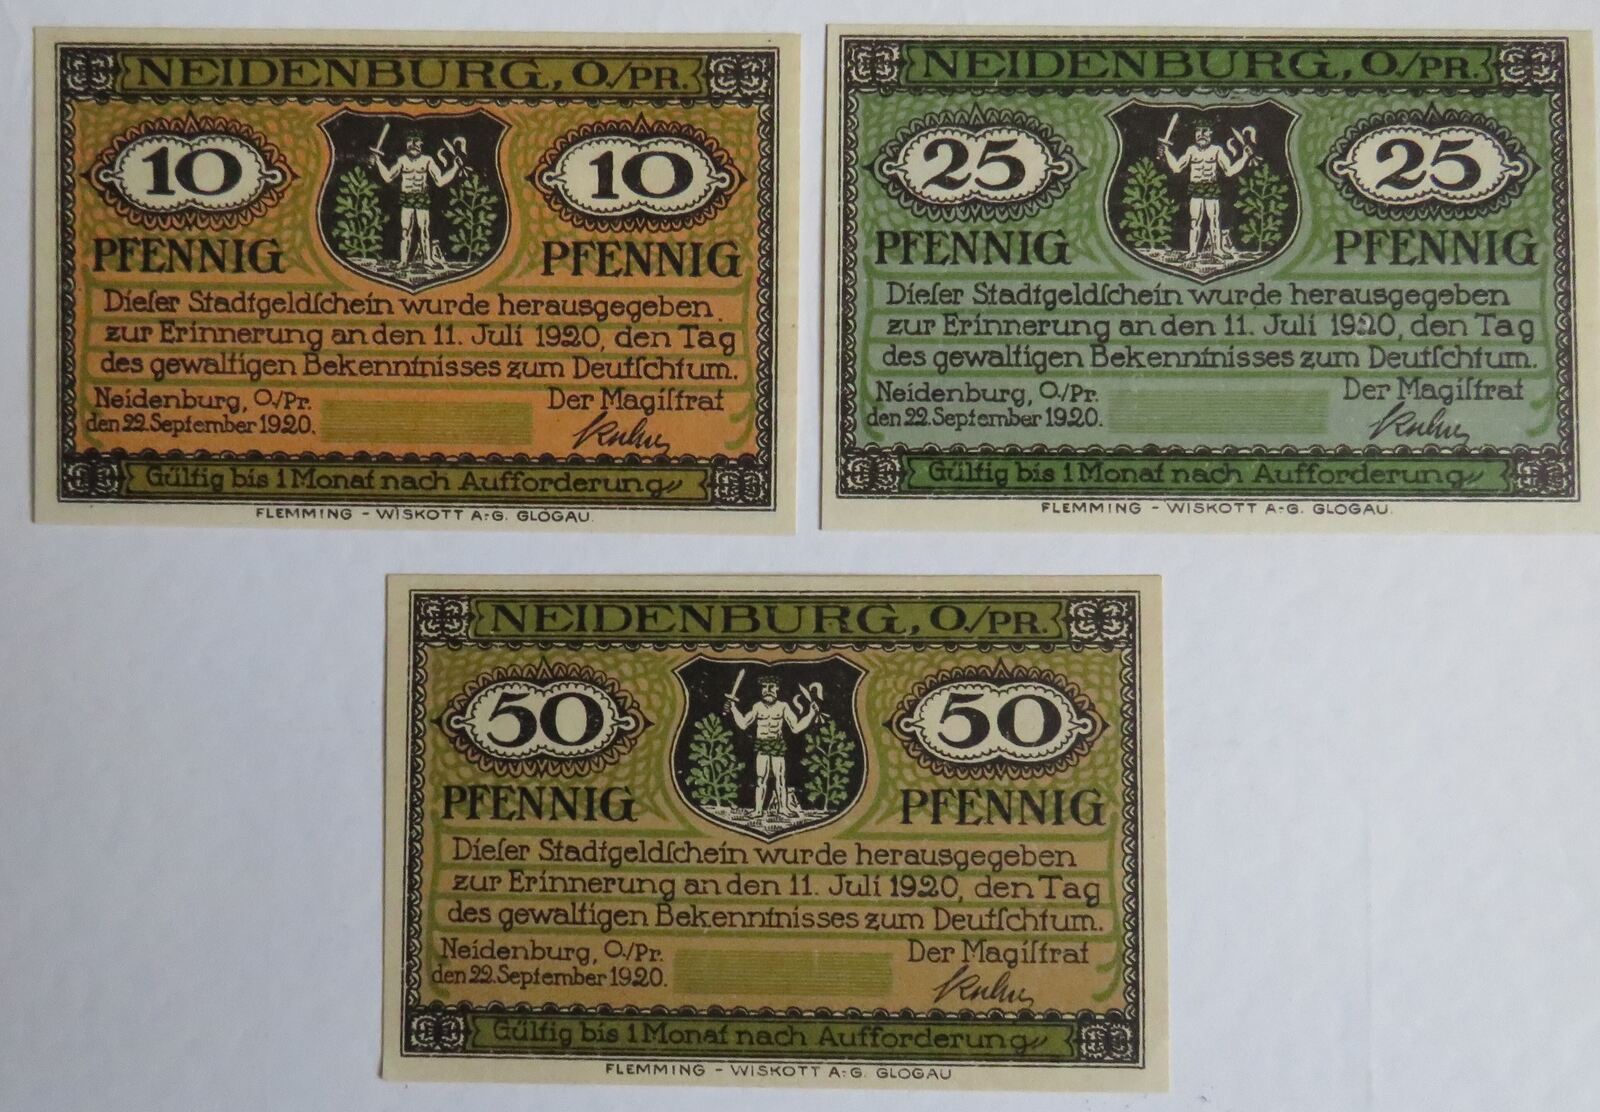 NEIDENBURG, O./PR.
10 10
PFENNIG PFENNIG
Dieſer Stadtgeldſchein wurde herausgegeben
zur Erinnerung an den 11. Juli 1920, den Tag
des gewaltigen Bekenntnisses zum Deutſchtum.
Neidenburg, O./Pr. Der Magiſtrat
den 22. September 1920.
Gültig bis 1 Monat nach Aufforderung
FLEMMING - WISKOTT A.-G. GLOGAU.
NEIDENBURG, O./PR.
25 25
PFENNIG PFENNIG
Dieſer Stadtgeldſchein wurde herausgegeben
zur Erinnerung an den 11. Juli 1920, den Tag
des gewaltigen Bekenntnisses zum Deutſchtum.
Neidenburg, O./Pr. Der Magiſtrat
den 22. September 1920.
Gültig bis 1 Monat nach Aufforderung
FLEMMING - WISKOTT A.-G. GLOGAU.
NEIDENBURG, O./PR.
50 50
PFENNIG PFENNIG
Dieſer Stadtgeldſchein wurde herausgegeben
zur Erinnerung an den 11. Juli 1920, den Tag
des gewaltigen Bekenntnisses zum Deutſchtum.
Neidenburg, O./Pr. Der Magiſtrat
den 22. September 1920.
Gültig bis 1 Monat nach Aufforderung
FLEMMING - WISKOTT A.-G. GLOGAU